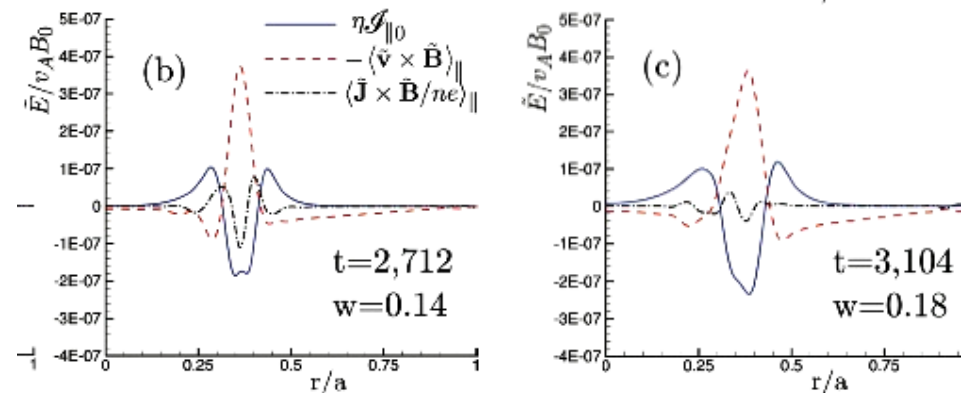 5E-07
4E-07
3E-07
2E-07
1E-07
0
-1E-07
-2E-07
-3E-07
-4E-07
Ẽ/v_A B_0
(b)
η𝒥_∥0
−⟨ṽ × B̃⟩_∥
⟨J̃ × B̃/ne⟩_∥
t=2,712
w=0.14
0 0.25 0.5 0.75 1
r/a
5E-07
4E-07
3E-07
2E-07
1E-07
0
-1E-07
-2E-07
-3E-07
-4E-07
Ẽ/v_A B_0
(c)
t=3,104
w=0.18
0 0.25 0.5 0.75
r/a